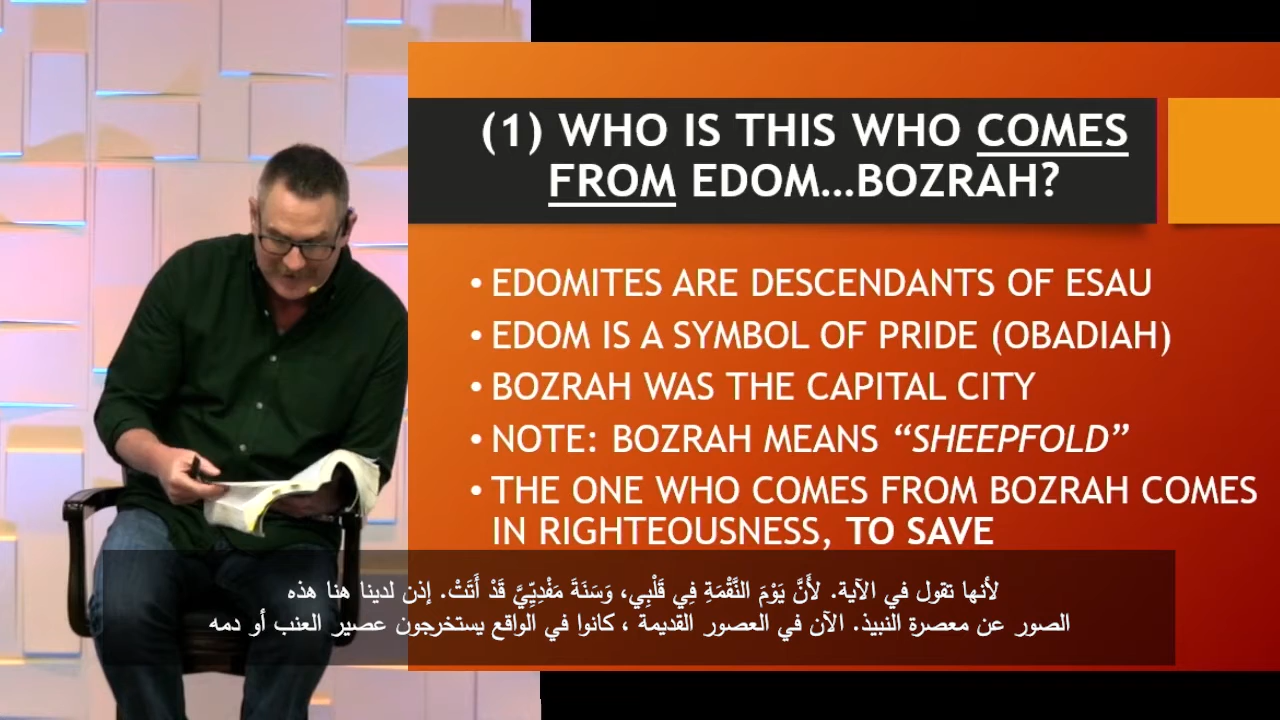 (1) WHO IS THIS WHO COMES
FROM EDOM...BOZRAH?
• EDOMITES ARE DESCENDANTS OF ESAU
• EDOM IS A SYMBOL OF PRIDE (OBADIAH)
• BOZRAH WAS THE CAPITAL CITY
• NOTE: BOZRAH MEANS “SHEEPFOLD”
• THE ONE WHO COMES FROM BOZRAH COMES
IN RIGHTEOUSNESS, TO SAVE
لأنها تقول في الآية. لأَنَّ يَوْمَ النَّقْمَةِ فِي قَلْبِي، وَسَنَةَ مَفْدِيِّيَّ قَدْ أَتَتْ. إذن لدينا هنا هذه
الصور عن معصرة النبيذ. الآن في العصور القديمة ، كانوا في الواقع يستخرجون عصير العنب أو دمه